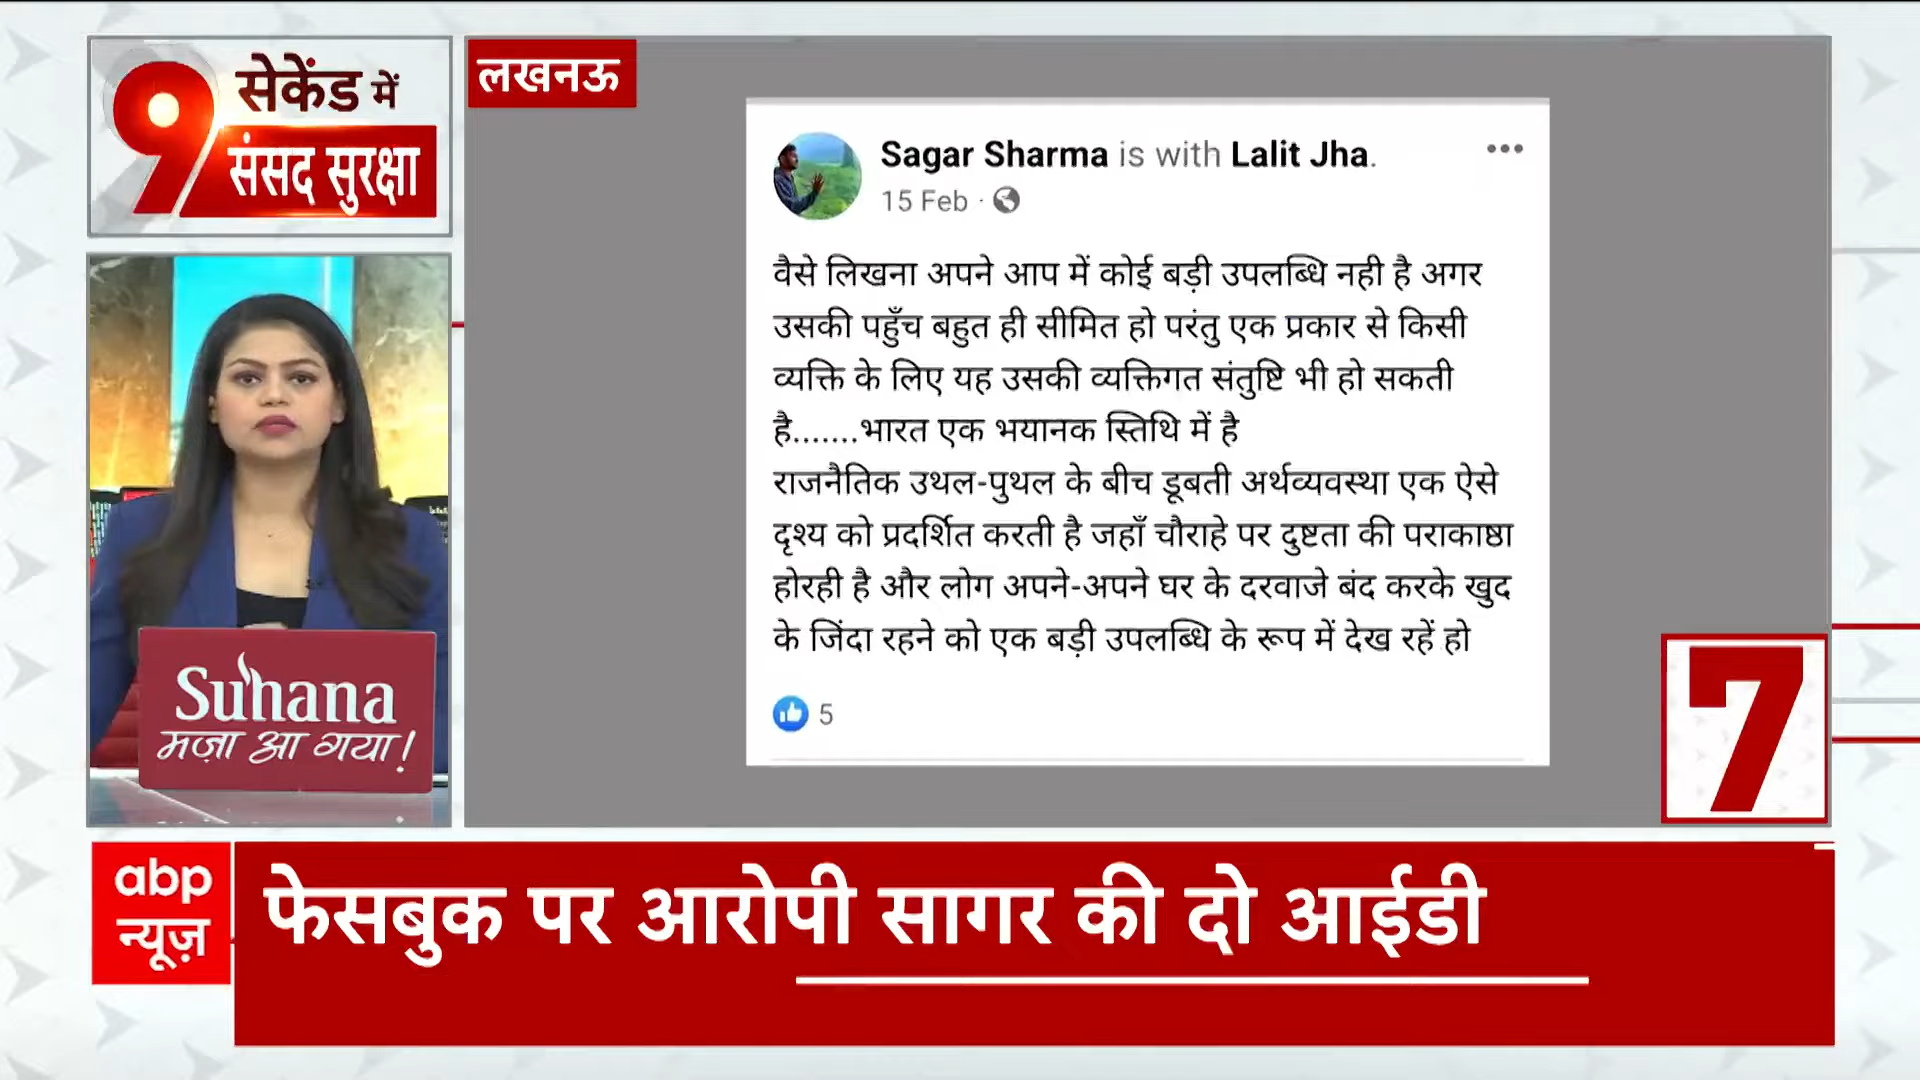 9 सेकेंड में
संसद सुरक्षा
लखनऊ
Sagar Sharma is with Lalit Jha.
15 Feb ·
वैसे लिखना अपने आप में कोई बड़ी उपलब्धि नही है अगर
उसकी पहुँच बहुत ही सीमित हो परंतु एक प्रकार से किसी
व्यक्ति के लिए यह उसकी व्यक्तिगत संतुष्टि भी हो सकती
है.......भारत एक भयानक स्तिथि में है
राजनैतिक उथल-पुथल के बीच डूबती अर्थव्यवस्था एक ऐसे
दृश्य को प्रदर्शित करती है जहाँ चौराहे पर दुष्टता की पराकाष्ठा
होरही है और लोग अपने-अपने घर के दरवाजे बंद करके खुद
के जिंदा रहने को एक बड़ी उपलब्धि के रूप में देख रहें हो
5
Suhana
मज़ा आ गया!
7
abp
न्यूज़
फेसबुक पर आरोपी सागर की दो आईडी